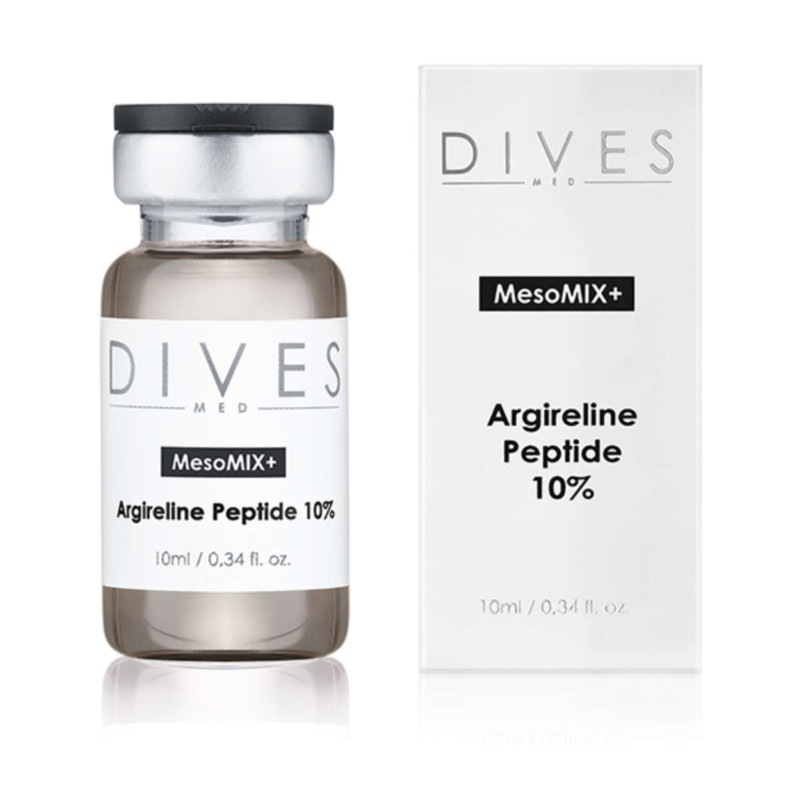 DIVES
MED
MesoMIX+
Argireline Peptide 10%
10ml / 0.34 fl. oz.
DIVES
MED
MesoMIX+
Argireline
Peptide
10%
10ml / 0.34 fl. oz.